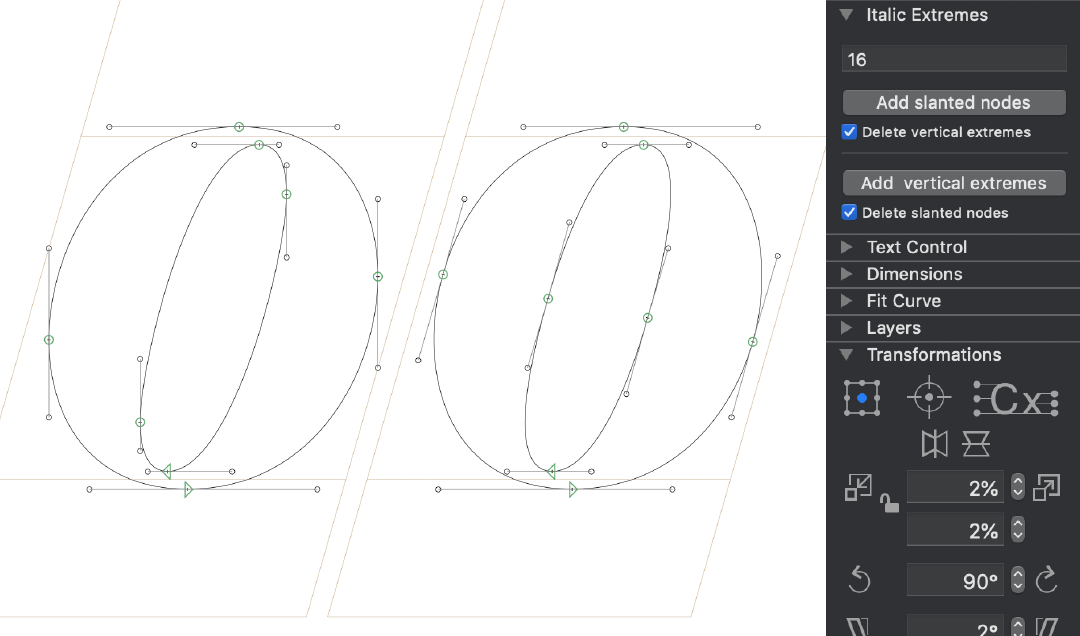 Italic Extremes
16
Add slanted nodes
Delete vertical extremes
Add vertical extremes
Delete slanted nodes
Text Control
Dimensions
Fit Curve
Layers
Transformations
Cx
2%
2%
90°
2°